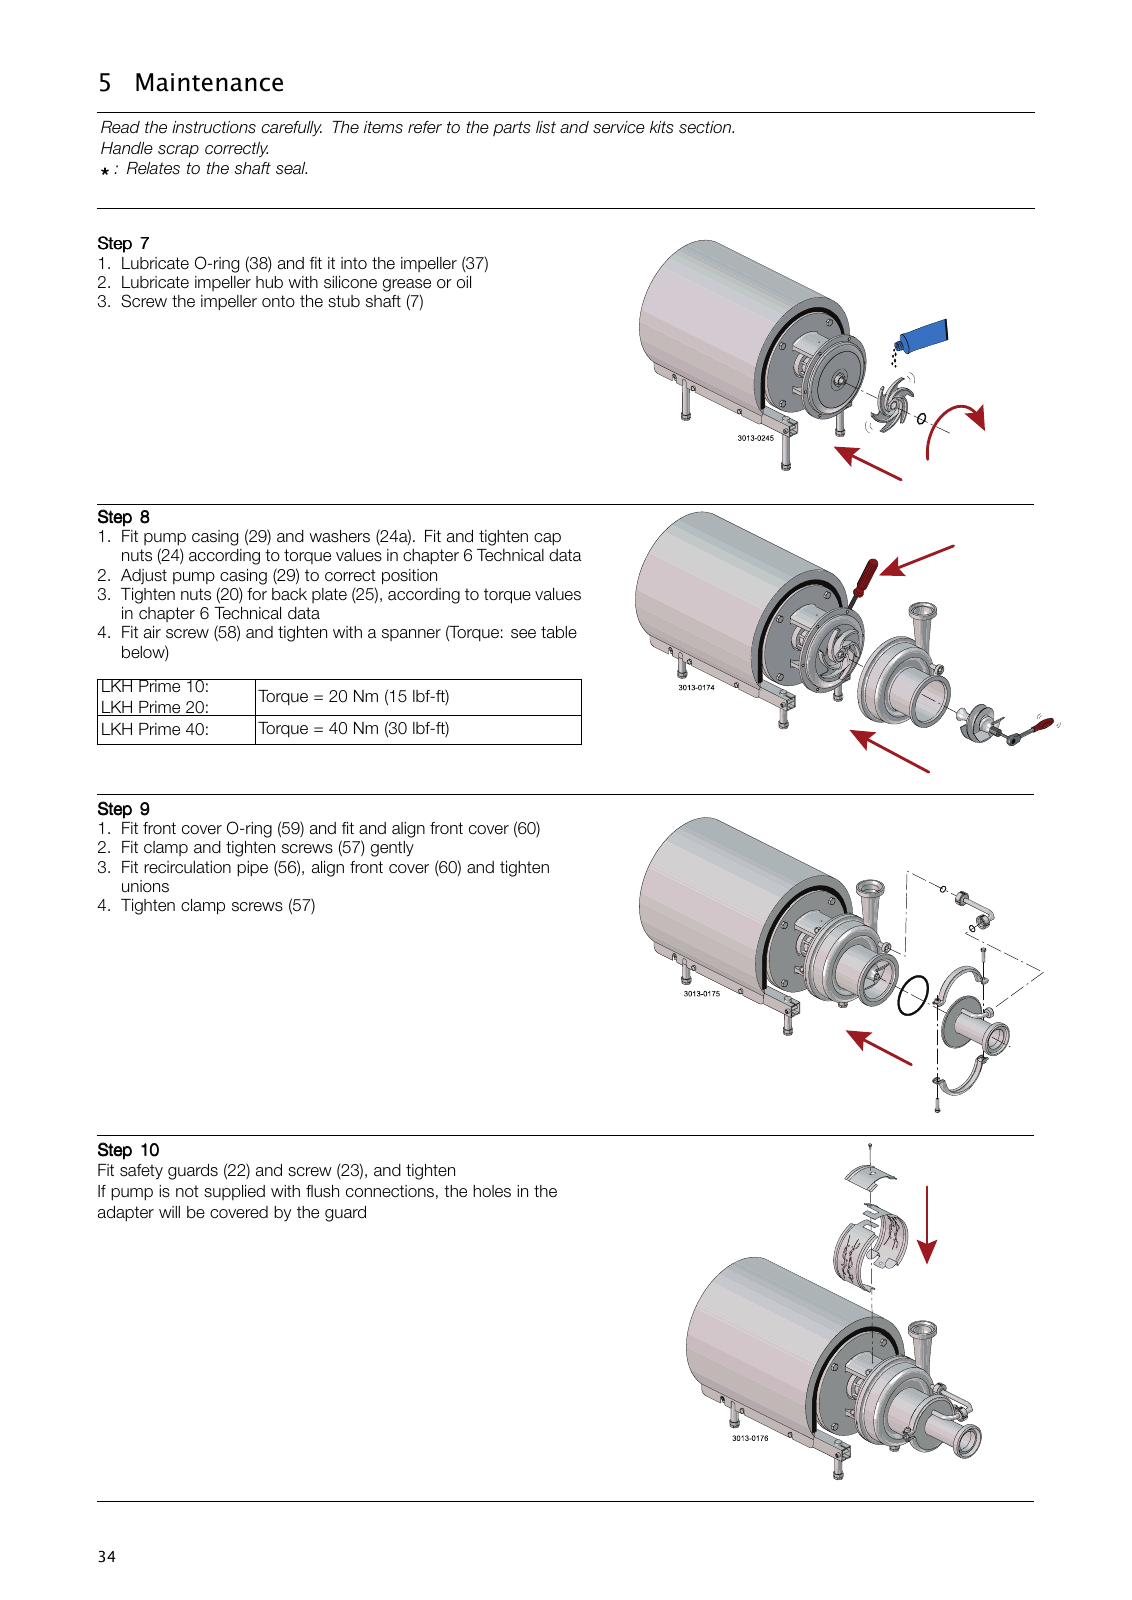 5 Maintenance
Read the instructions carefully. The items refer to the parts list and service kits section.
Handle scrap correctly.
* : Relates to the shaft seal.
Step 7
1. Lubricate O-ring (38) and fit it into the impeller (37)
2. Lubricate impeller hub with silicone grease or oil
3. Screw the impeller onto the stub shaft (7)
3013-0245
Step 8
1. Fit pump casing (29) and washers (24a). Fit and tighten cap
nuts (24) according to torque values in chapter 6 Technical data
2. Adjust pump casing (29) to correct position
3. Tighten nuts (20) for back plate (25), according to torque values
in chapter 6 Technical data
4. Fit air screw (58) and tighten with a spanner (Torque: see table
below)
LKH Prime 10:
LKH Prime 20:
Torque = 20 Nm (15 lbf-ft)
LKH Prime 40:
Torque = 40 Nm (30 lbf-ft)
3013-0174
Step 9
1. Fit front cover O-ring (59) and fit and align front cover (60)
2. Fit clamp and tighten screws (57) gently
3. Fit recirculation pipe (56), align front cover (60) and tighten
unions
4. Tighten clamp screws (57)
3013-0175
Step 10
Fit safety guards (22) and screw (23), and tighten
If pump is not supplied with flush connections, the holes in the
adapter will be covered by the guard
3013-0176
34